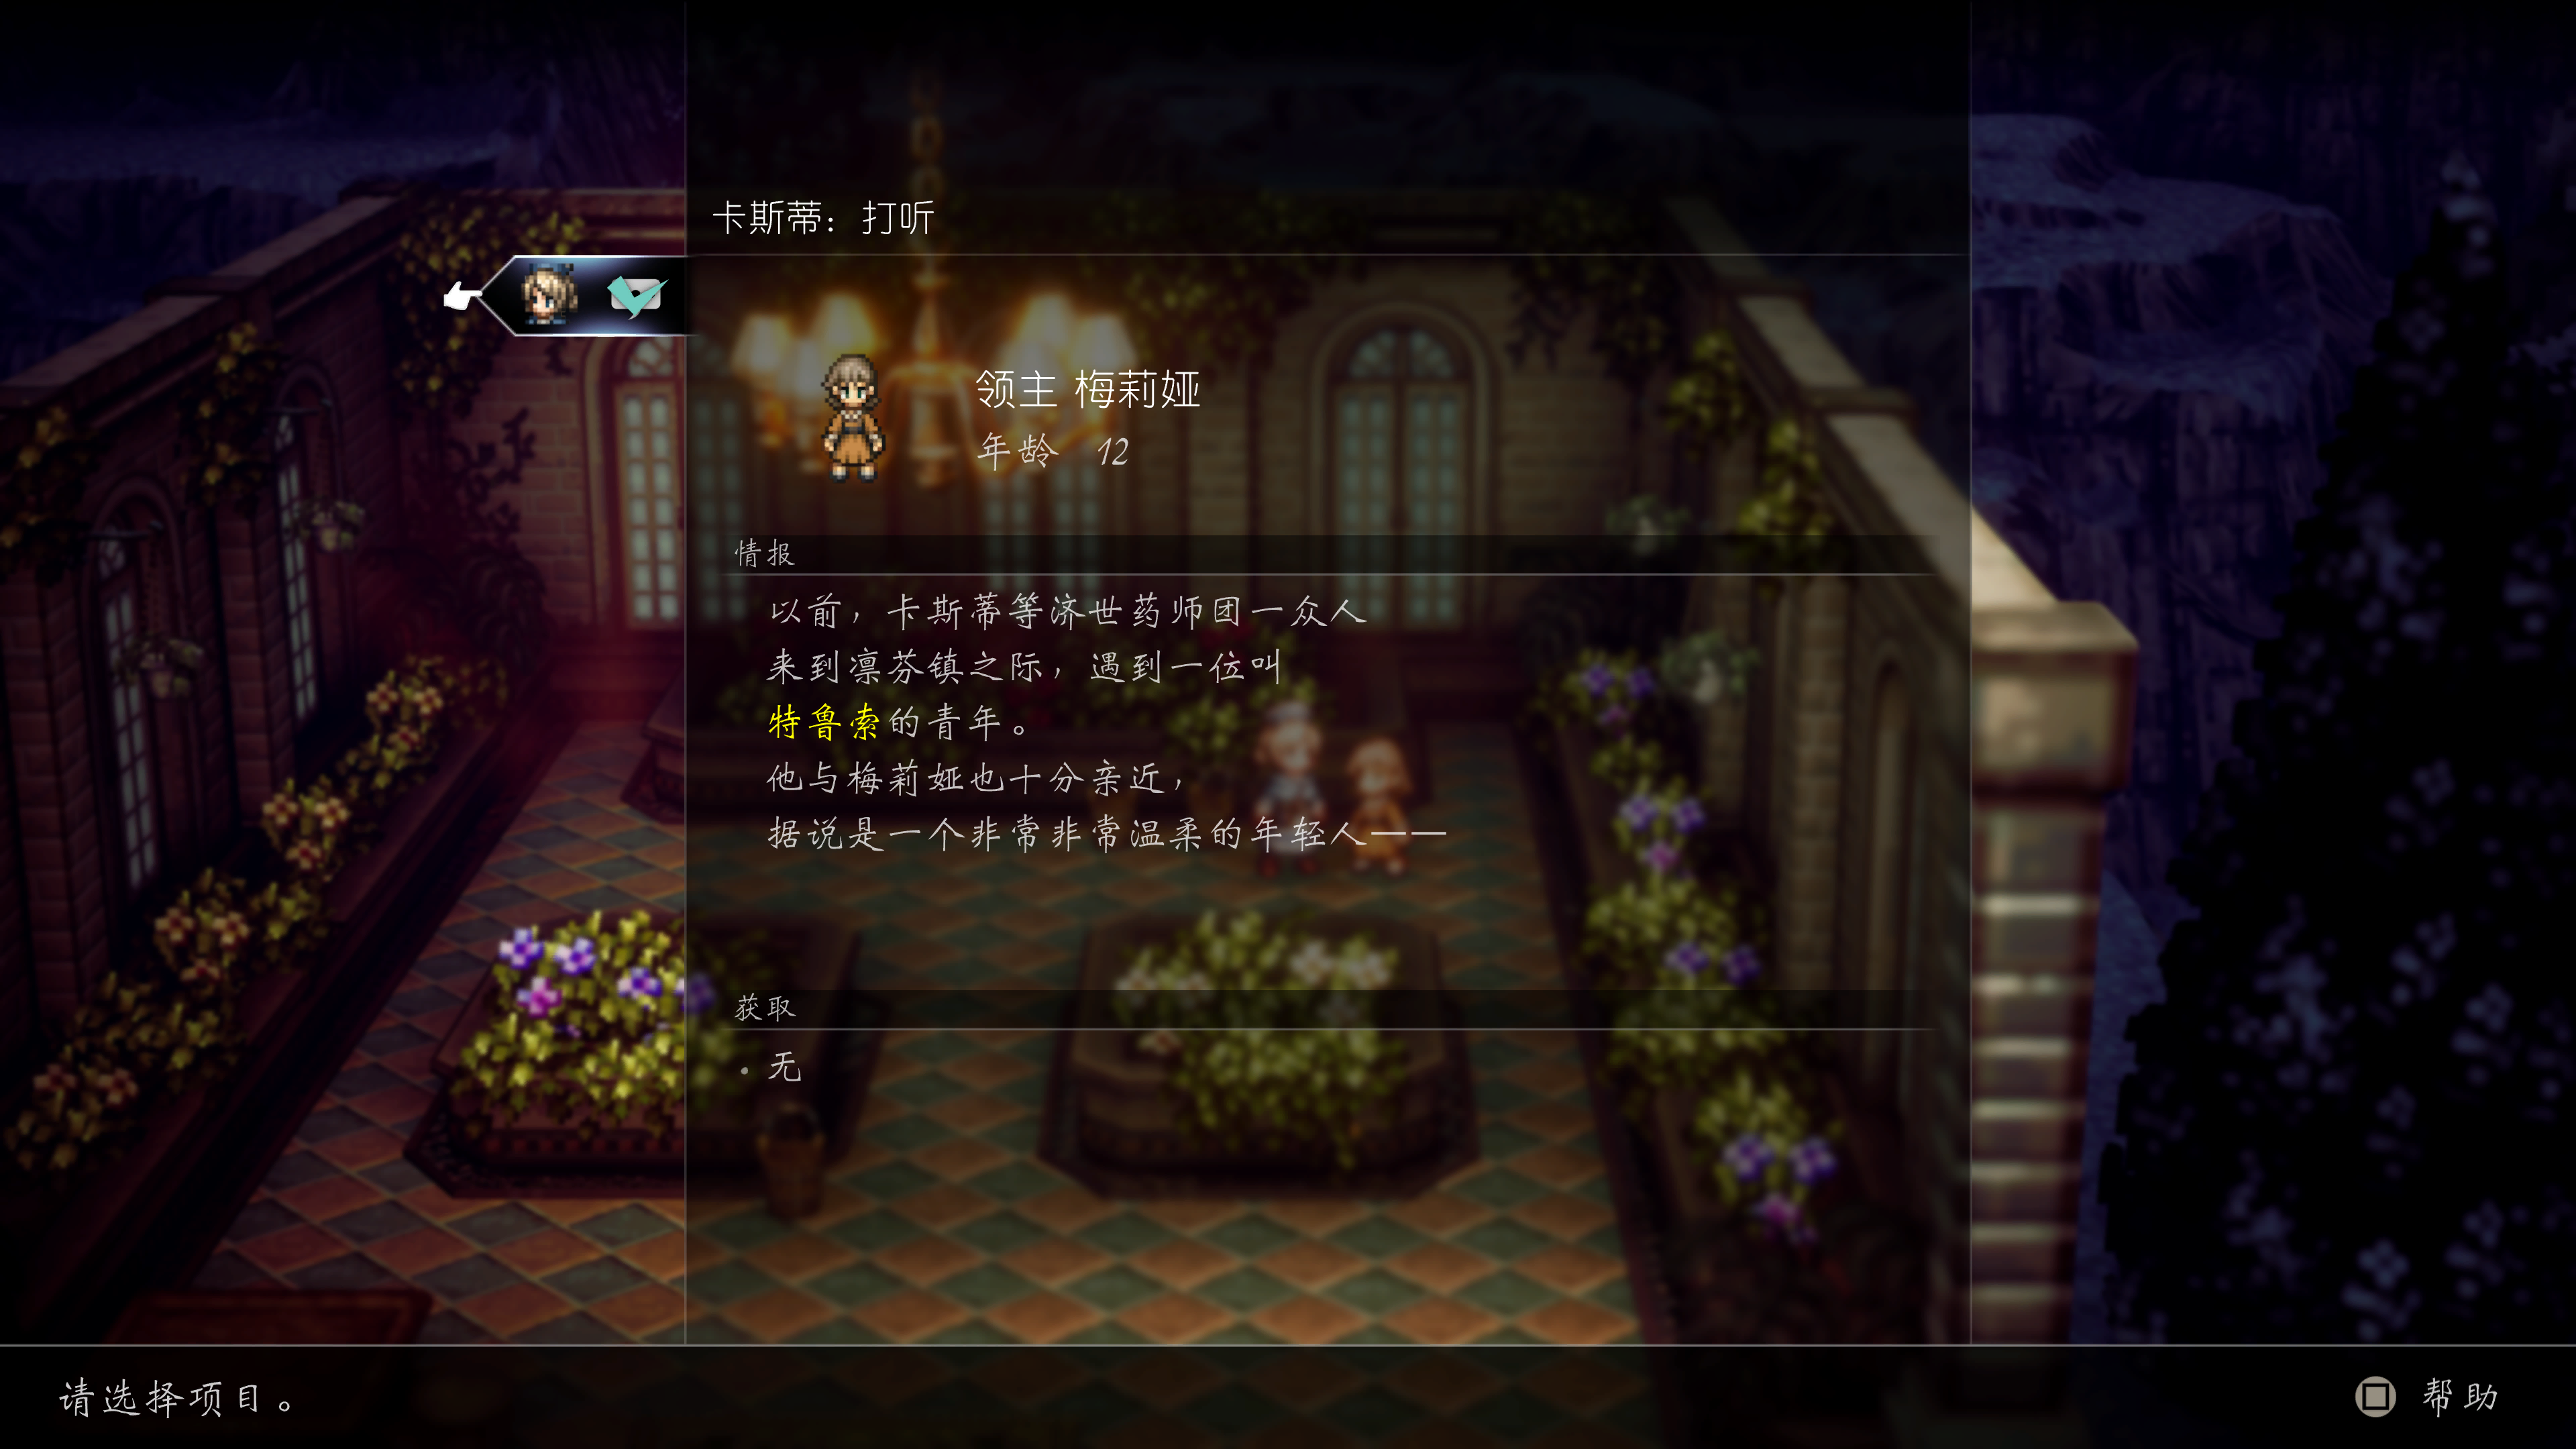 卡斯蒂：打听
领主 梅莉娅
年龄 12
情报
以前，卡斯蒂等济世药师团一众人
来到凛芬镇之际，遇到一位叫
特鲁索的青年。
他与梅莉娅也十分亲近，
据说是一个非常非常温柔的年轻人——
获取
・无
请选择项目。
帮助